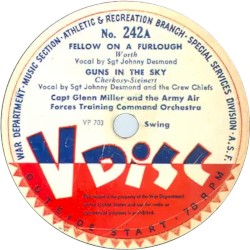 WAR DEPARTMENT · MUSIC SECTION · ATHLETIC & RECREATION BRANCH · SPECIAL SERVICES DIVISION · A.S.F.
No. 242A
FELLOW ON A FURLOUGH
Worth
Vocal by Sgt Johnny Desmond
GUNS IN THE SKY
Cherkosy-Steinert
Vocal by Sgt Johnny Desmond and the Crew Chiefs
Capt Glenn Miller and the Army Air
Forces Training Command Orchestra
VP 703 Swing
V Disc
OUTSIDE START · 78 RPM